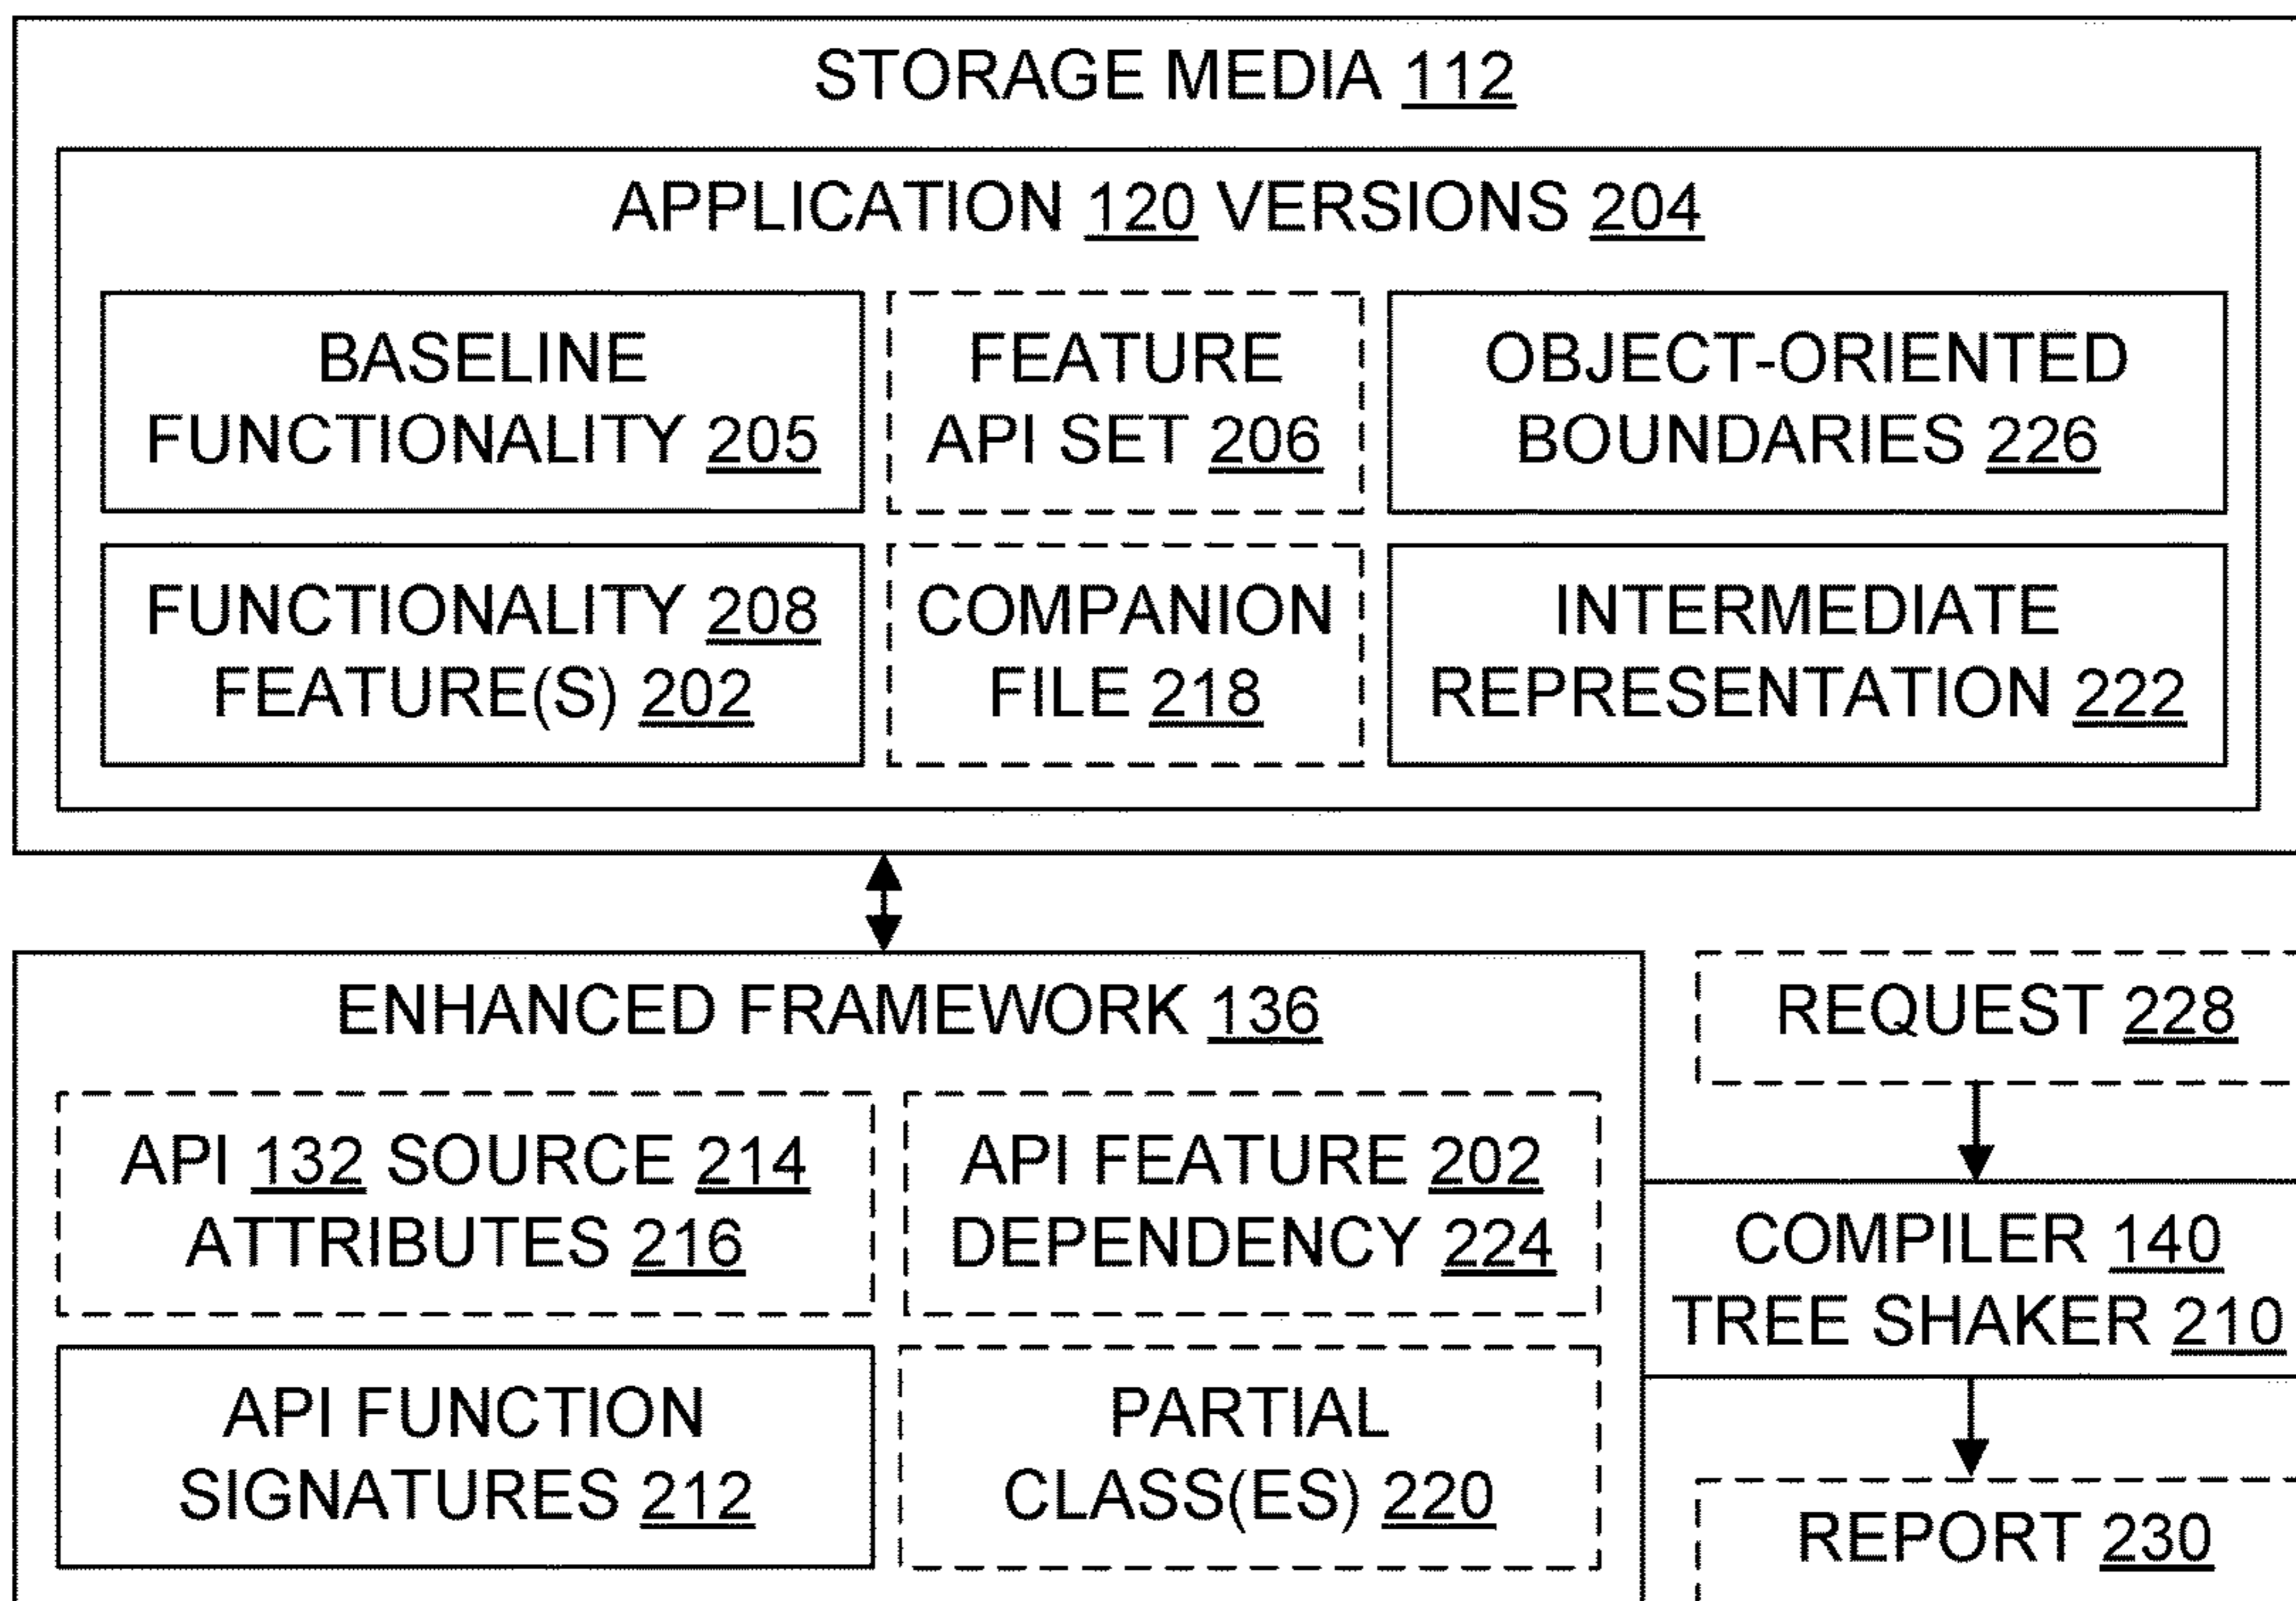 STORAGE MEDIA 112
APPLICATION 120 VERSIONS 204
BASELINE
FUNCTIONALITY 205
FEATURE
API SET 206
OBJECT-ORIENTED
BOUNDARIES 226
FUNCTIONALITY 208
FEATURE(S) 202
COMPANION
FILE 218
INTERMEDIATE
REPRESENTATION 222
ENHANCED FRAMEWORK 136
API 132 SOURCE 214
ATTRIBUTES 216
API FEATURE 202
DEPENDENCY 224
API FUNCTION
SIGNATURES 212
PARTIAL
CLASS(ES) 220
REQUEST 228
COMPILER 140
TREE SHAKER 210
REPORT 230